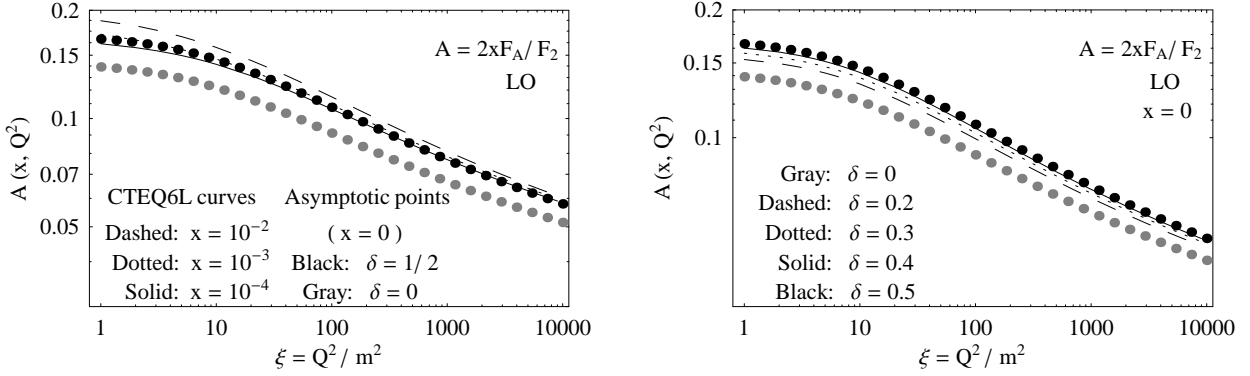 0.2
0.15
0.1
0.07
0.05
A (x, Q²)
A = 2xF_A / F₂
LO
CTEQ6L curves
Dashed: x = 10⁻²
Dotted: x = 10⁻³
Solid: x = 10⁻⁴
Asymptotic points
( x = 0 )
Black: δ = 1/2
Gray: δ = 0
1 10 100 1000 10000
ξ = Q² / m²
0.2
0.15
0.1
A (x, Q²)
A = 2xF_A / F₂
LO
x = 0
Gray: δ = 0
Dashed: δ = 0.2
Dotted: δ = 0.3
Solid: δ = 0.4
Black: δ = 0.5
1 10 100 1000 10000
ξ = Q² / m²